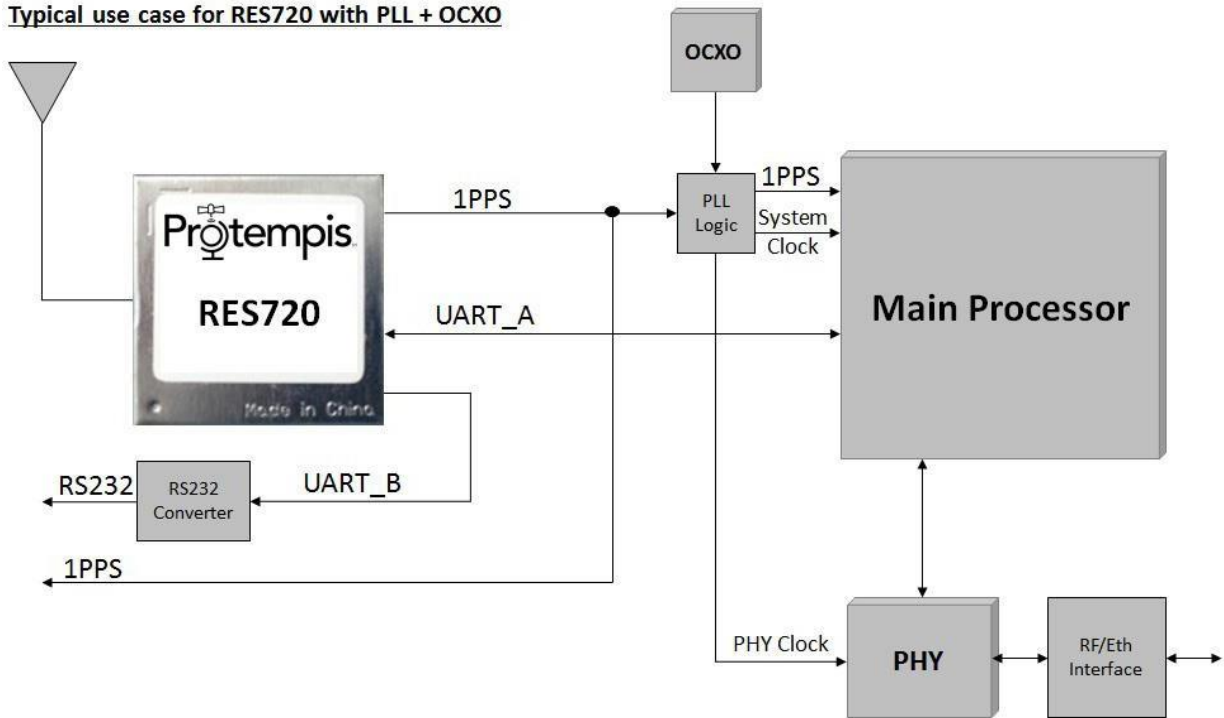 Typical use case for RES720 with PLL + OCXO
OCXO
1PPS
PLL
Logic
1PPS
System
Clock
Protempis
RES720
Made in China
Main Processor
UART_A
RS232
RS232
Converter
UART_B
1PPS
PHY Clock
PHY
RF/Eth
Interface